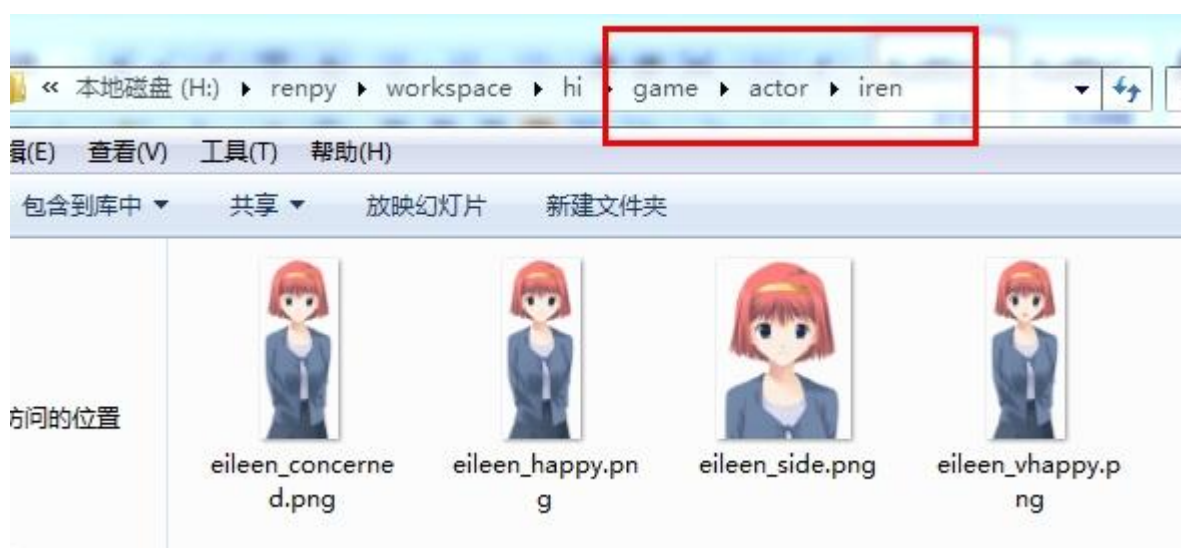 « 本地磁盘 (H:) ▸ renpy ▸ workspace ▸ hi ▸ game ▸ actor ▸ iren
辑(E) 查看(V) 工具(T) 帮助(H)
包含到库中 共享 放映幻灯片 新建文件夹
访问的位置
eileen_concerne
d.png
eileen_happy.pn
g
eileen_side.png
eileen_vhappy.p
ng